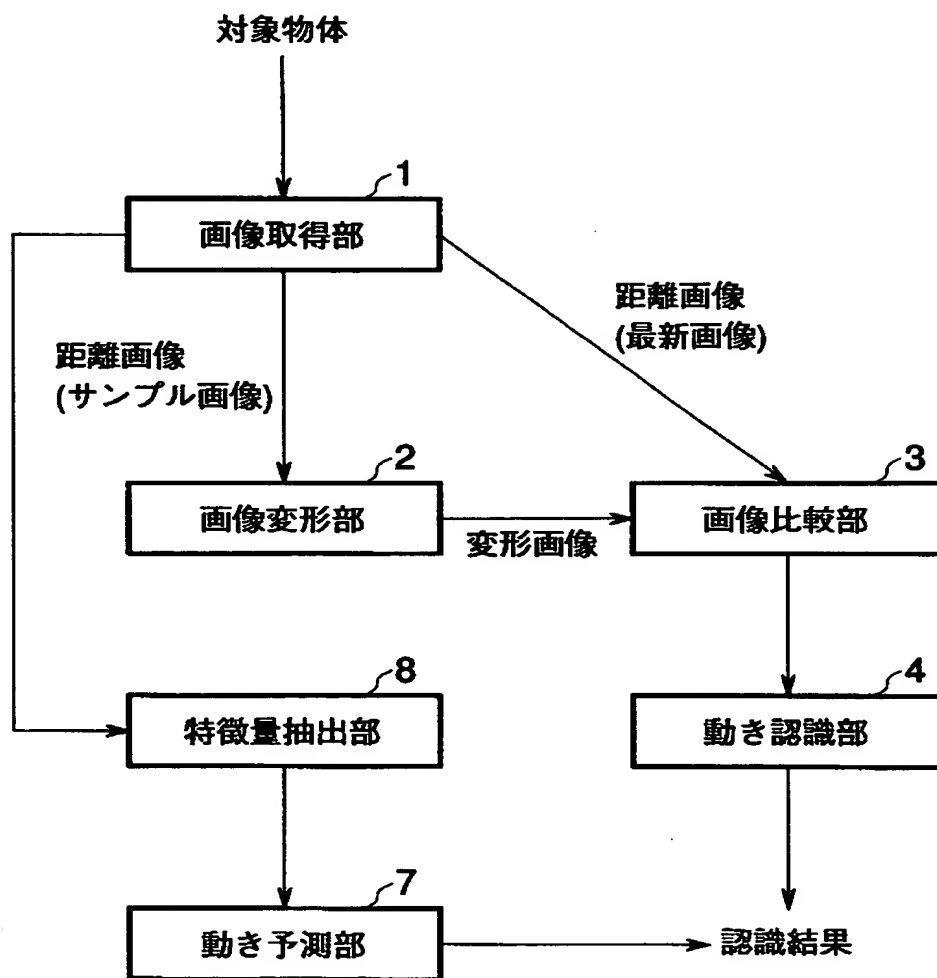 対象物体
1
画像取得部
距離画像
(最新画像)
距離画像
(サンプル画像)
2
画像変形部
変形画像
3
画像比較部
8
特徴量抽出部
4
動き認識部
7
動き予測部
認識結果